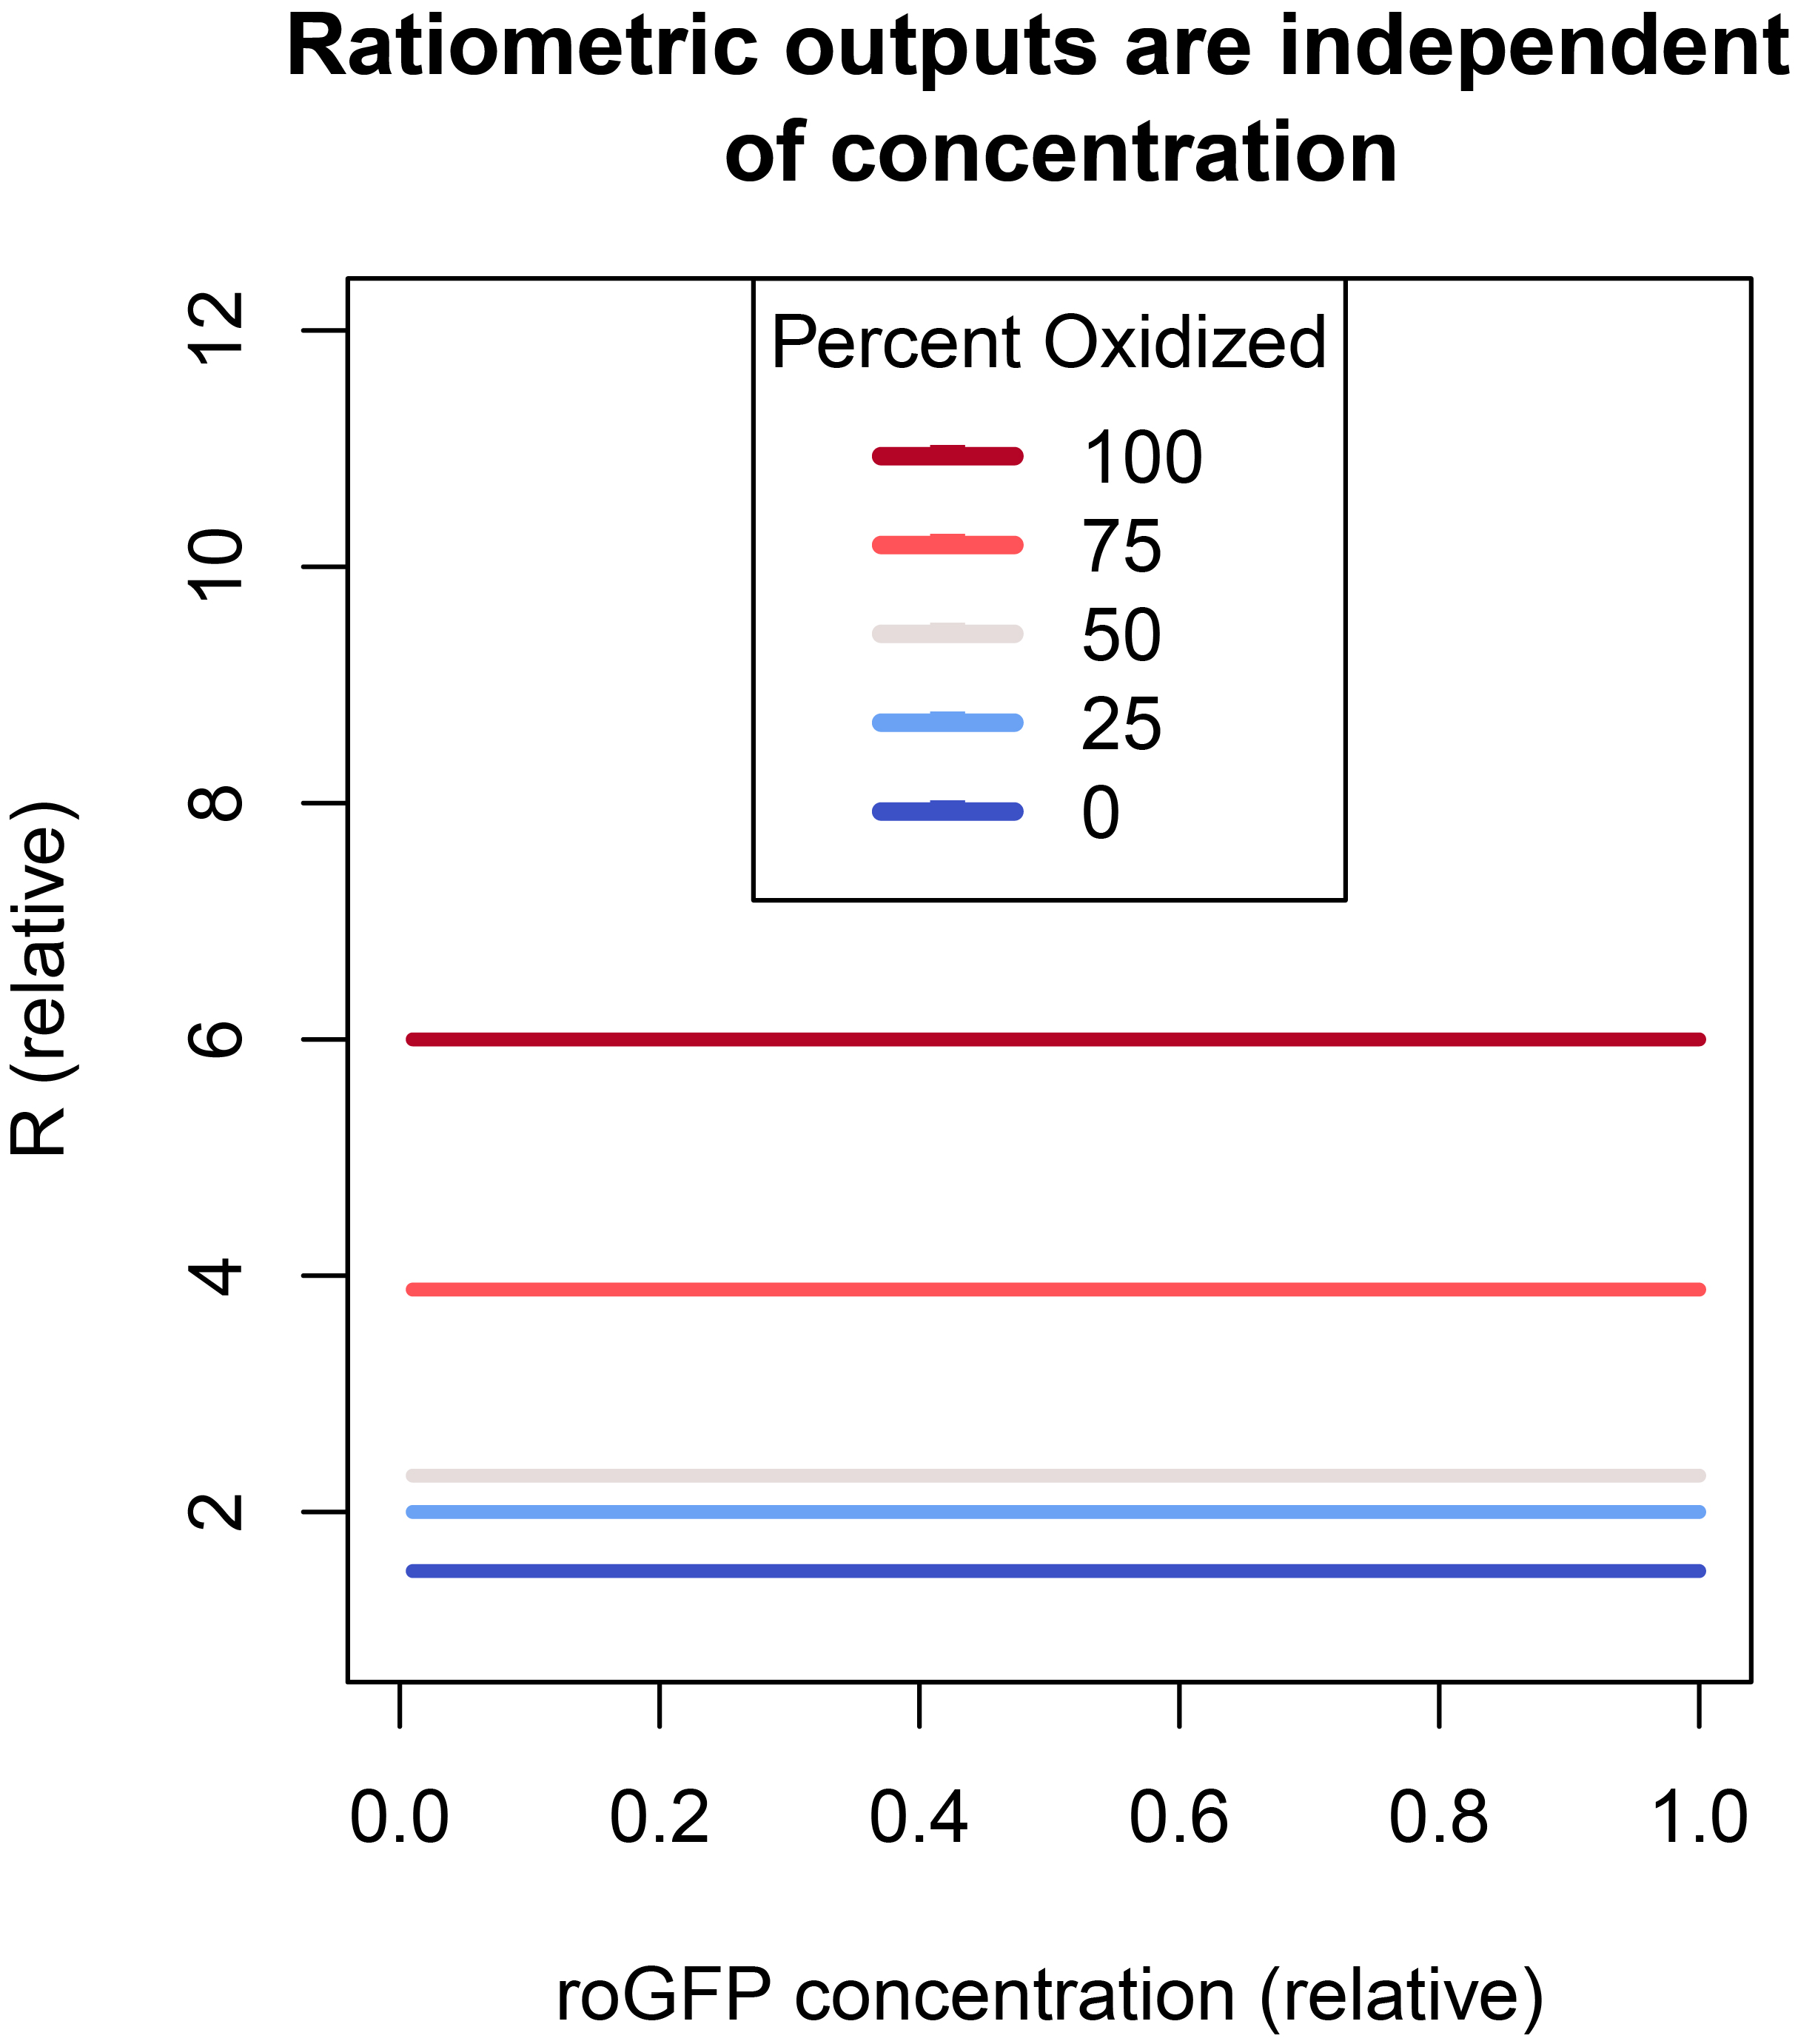 Ratiometric outputs are independent
of concentration
Percent Oxidized
100
75
50
25
0
12
10
8
6
4
2
R (relative)
0.0 0.2 0.4 0.6 0.8 1.0
roGFP concentration (relative)